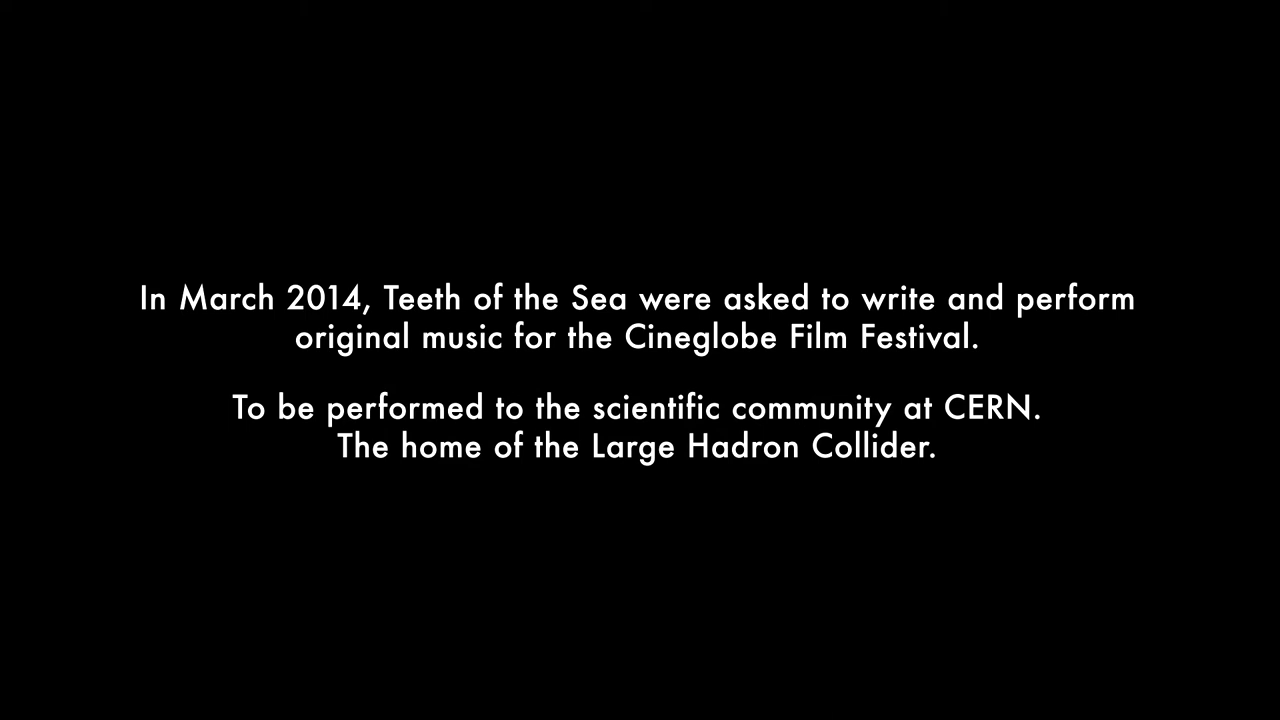 In March 2014, Teeth of the Sea were asked to write and perform
original music for the Cineglobe Film Festival.
To be performed to the scientific community at CERN.
The home of the Large Hadron Collider.